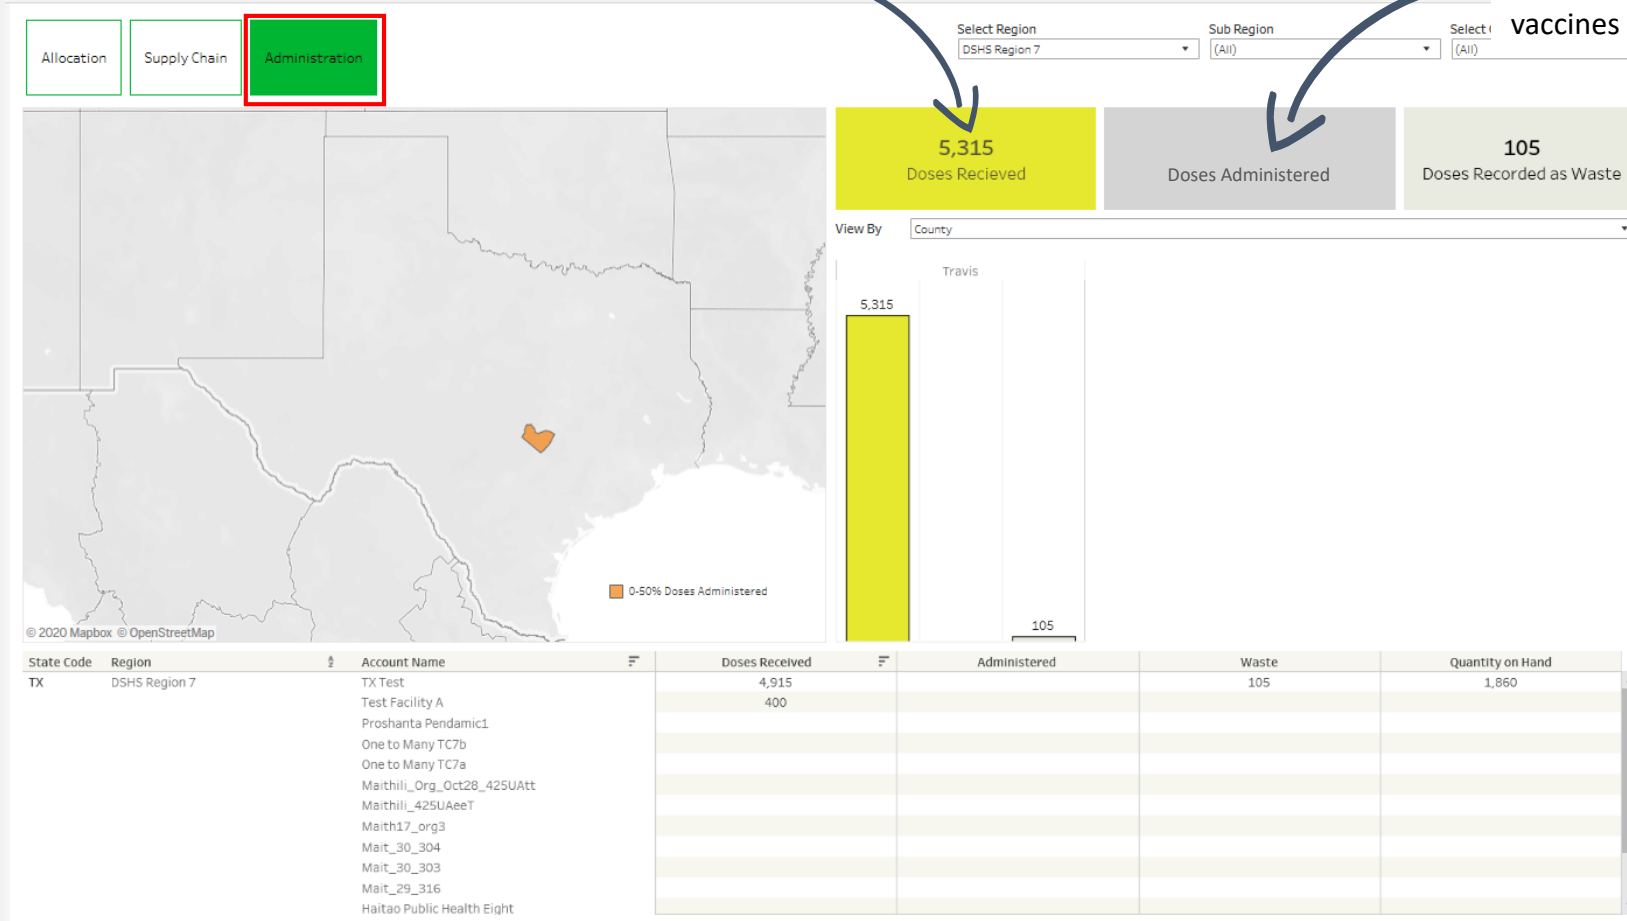 vaccines
Allocation
Supply Chain
Administration
Select Region
DSHS Region 7
Sub Region
(All)
Select
(All)
5,315
Doses Recieved
Doses Administered
105
Doses Recorded as Waste
View By
County
Travis
5,315
105
0-50% Doses Administered
© 2020 Mapbox © OpenStreetMap
State Code Region Account Name Doses Received Administered Waste Quantity on Hand
TX DSHS Region 7 TX Test 4,915 105 1,860
Test Facility A 400
Proshanta Pendamic1
One to Many TC7b
One to Many TC7a
Maithili_Org_Oct28_425UAtt
Maithili_425UAeeT
Maith17_org3
Mait_30_304
Mait_30_303
Mait_29_316
Haitao Public Health Eight